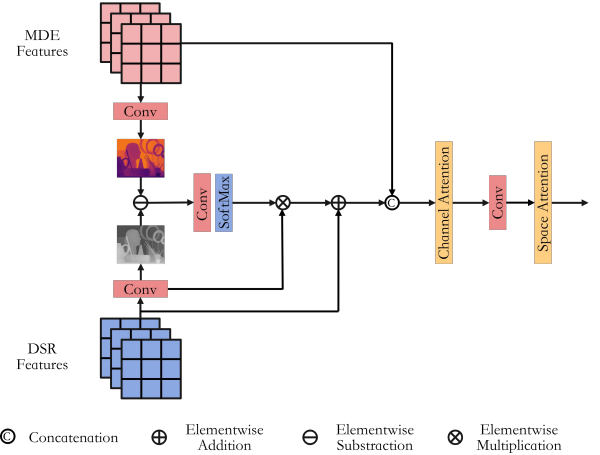 MDE
Features
Conv
Conv
SoftMax
C
Channel Attention
Conv
Space Attention
Conv
DSR
Features
C Concatenation
Elementwise
Addition
Elementwise
Substraction
Elementwise
Multiplication